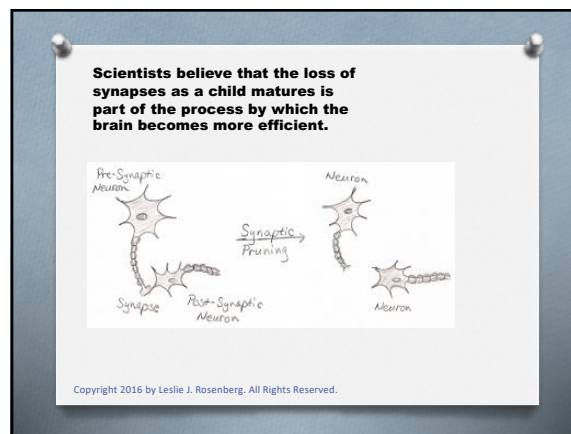 Scientists believe that the loss of
synapses as a child matures is
part of the process by which the
brain becomes more efficient.
Pre-Synaptic
Neuron
Synapse
Post-Synaptic
Neuron
Synaptic
Pruning
Neuron
Neuron
Copyright 2016 by Leslie J. Rosenberg. All Rights Reserved.